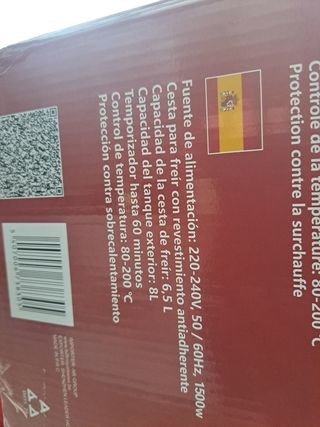 Contrôle de la température: 80-200 °C
Protection contre la surchauffe
Fuente de alimentación: 220-240V, 50 / 60Hz, 1500w
Cesta para freír con revestimiento antiadherente
Capacidad de la cesta de freír: 6,5 L
Capacidad del tanque exterior: 8L
Temporizador hasta 60 minutos
Control de temperatura: 80-200 °C
Protección contra sobrecalentamiento
MADE IN P.R.C